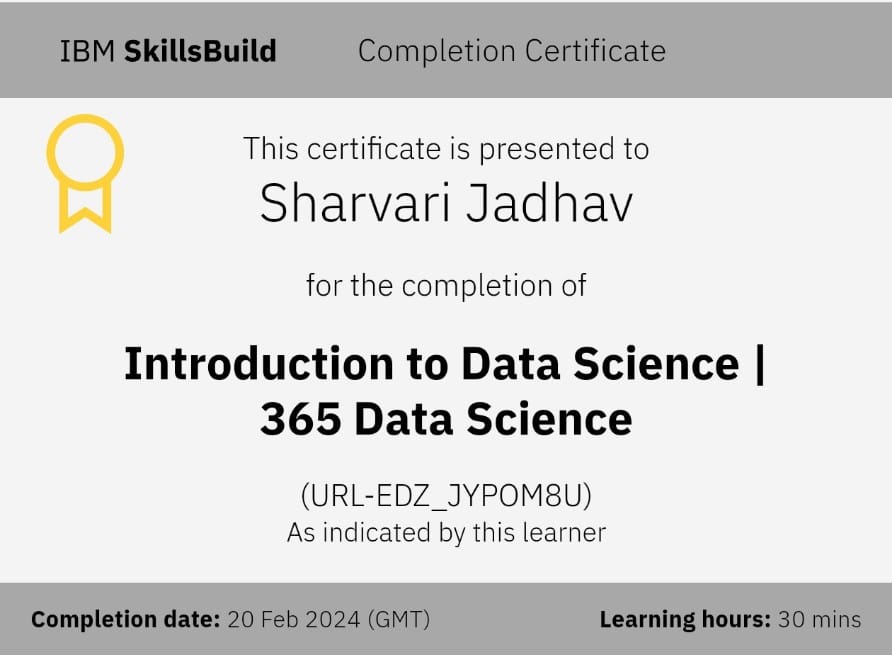 IBM SkillsBuild Completion Certificate
This certificate is presented to
Sharvari Jadhav
for the completion of
Introduction to Data Science |
365 Data Science
(URL-EDZ_JYPOM8U)
As indicated by this learner
Completion date: 20 Feb 2024 (GMT) Learning hours: 30 mins